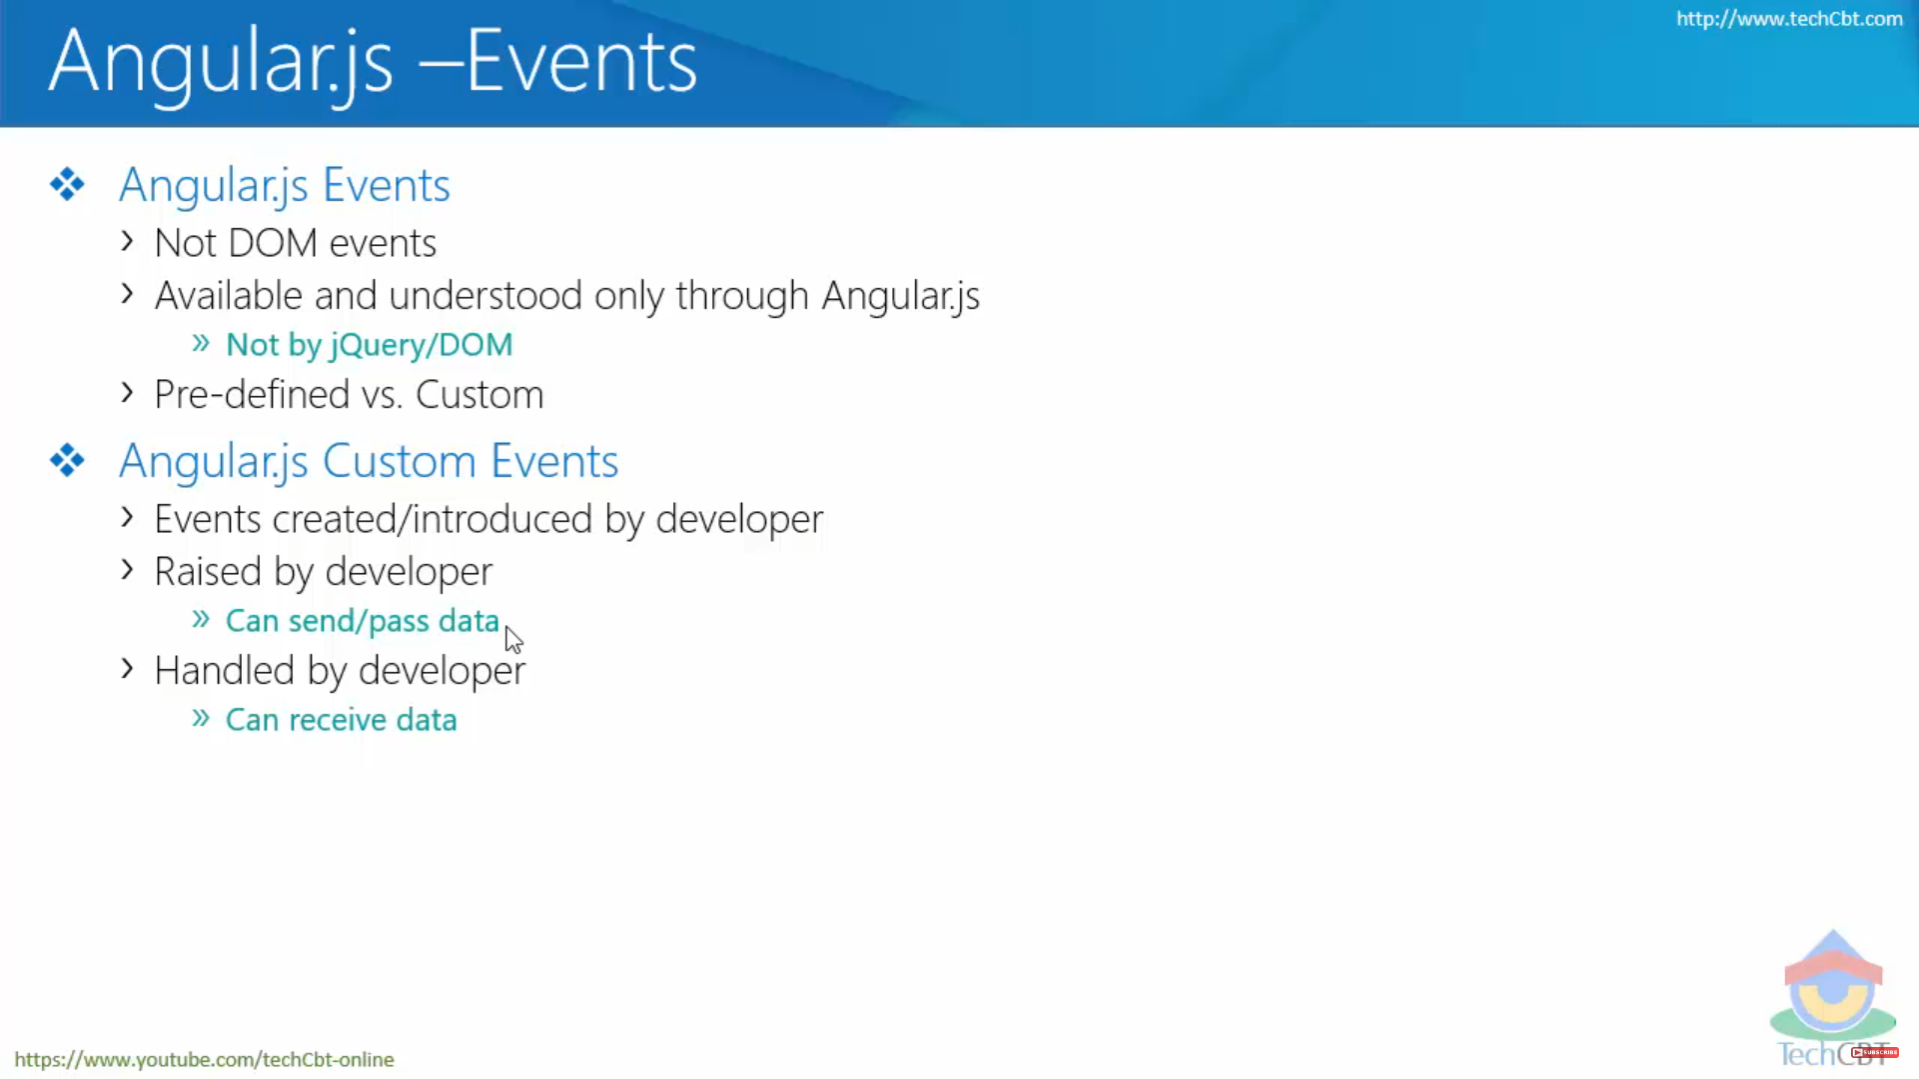 http://www.techCbt.com
Angular.js –Events
Angular.js Events
Not DOM events
Available and understood only through Angular.js
Not by jQuery/DOM
Pre-defined vs. Custom
Angular.js Custom Events
Events created/introduced by developer
Raised by developer
Can send/pass data
Handled by developer
Can receive data
TechCBT
SUBSCRIBE
https://www.youtube.com/techCbt-online